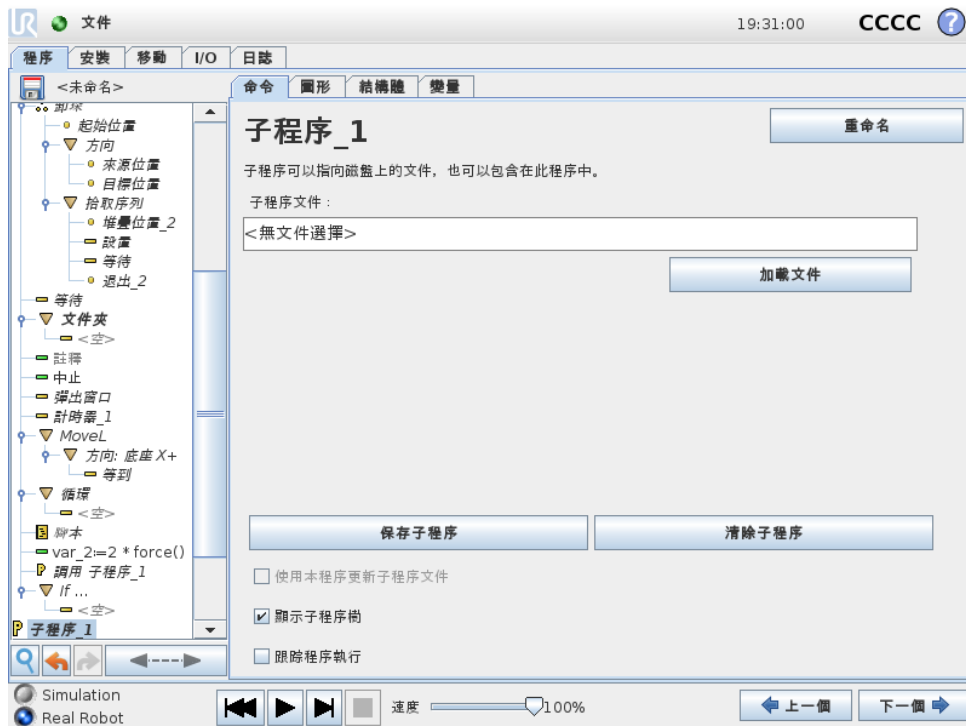 UR 文件 19:31:00 CCCC ?
程序 安裝 移動 I/O 日誌
<未命名> 命令 圖形 結構體 變量
卸垛
起始位置
方向
來源位置
目標位置
拾取序列
堆疊位置_2
設置
等待
退出_2
等待
文件夾
<空>
註釋
中止
彈出窗口
計時器_1
MoveL
方向: 底座 X+
等到
循環
<空>
腳本
var_2:=2 * force()
調用 子程序_1
If ...
<空>
子程序_1
子程序_1 重命名
子程序可以指向磁盤上的文件，也可以包含在此程序中。
子程序文件：
<無文件選擇>
加載文件
保存子程序 清除子程序
使用本程序更新子程序文件
顯示子程序樹
跟踪程序執行
Simulation
Real Robot
速度 100% 上一個 下一個